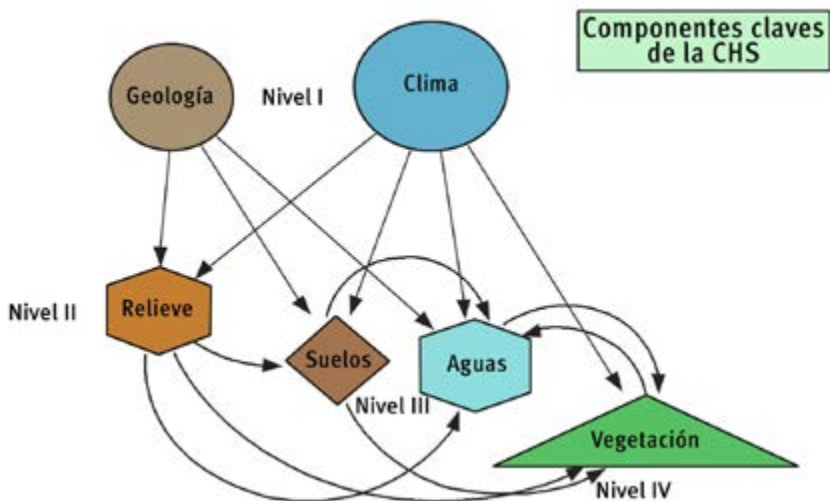 Componentes claves
de la CHS
Geología
Nivel I
Clima
Nivel II
Relieve
Suelos
Aguas
Nivel III
Vegetación
Nivel IV